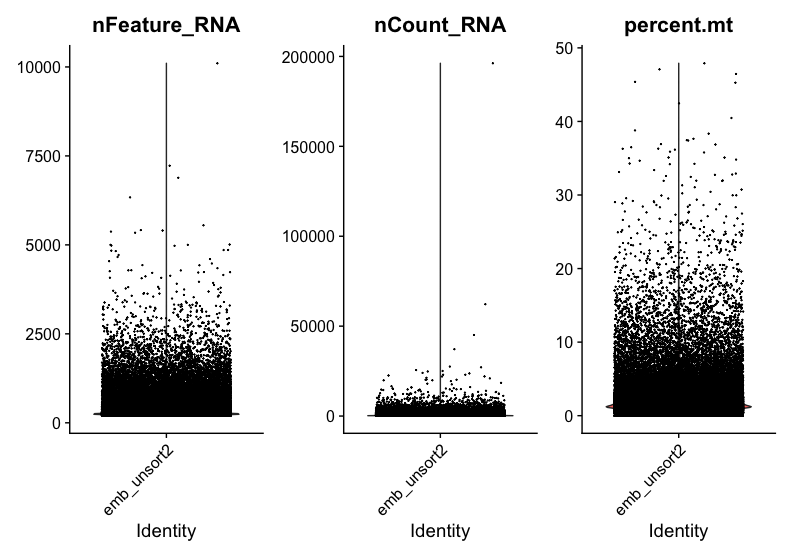 nFeature_RNA
10000
7500
5000
2500
0
emb_unsort2
Identity
nCount_RNA
200000
150000
100000
50000
0
emb_unsort2
Identity
percent.mt
50
40
30
20
10
0
emb_unsort2
Identity